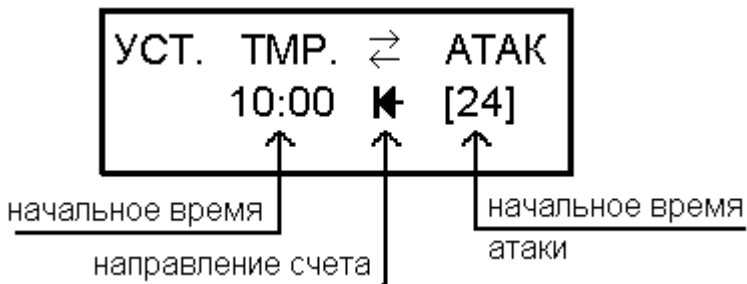 УСТ. ТМР. ⇄ АТАК
10:00 [24]
начальное время
начальное время
атаки
направление счета